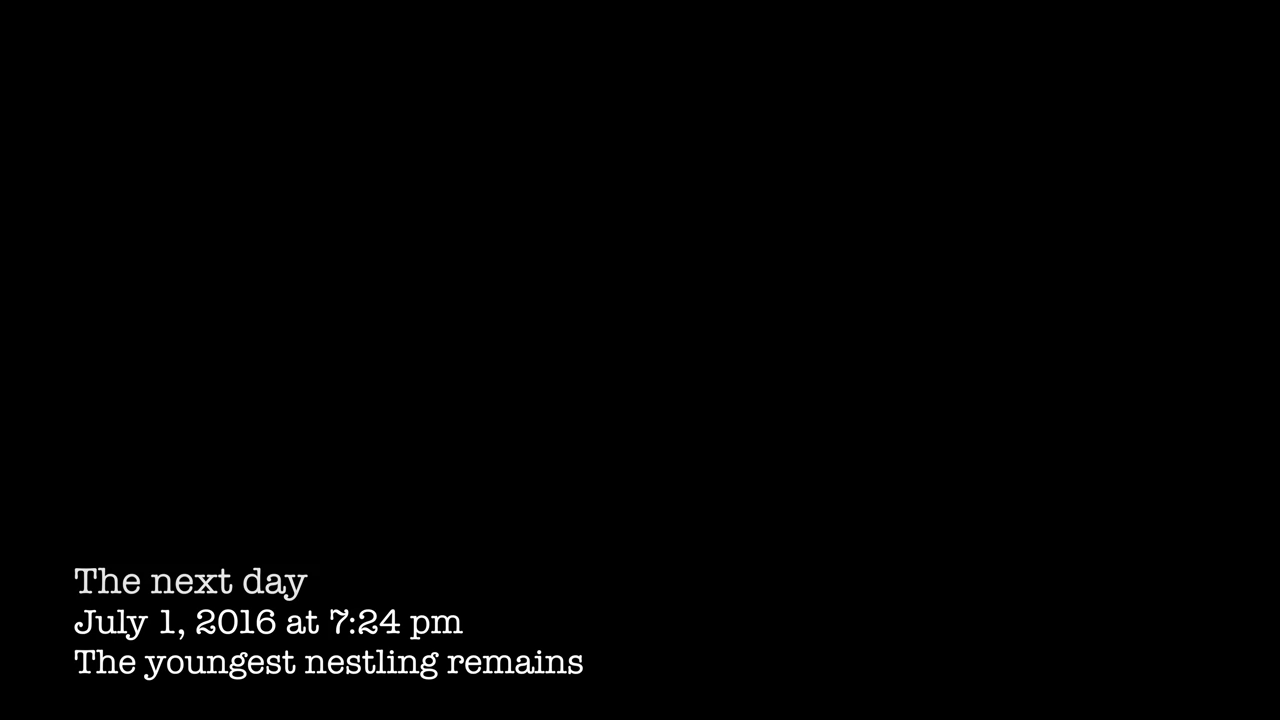 The next day
July 1, 2016 at 7:24 pm
The youngest nestling remains